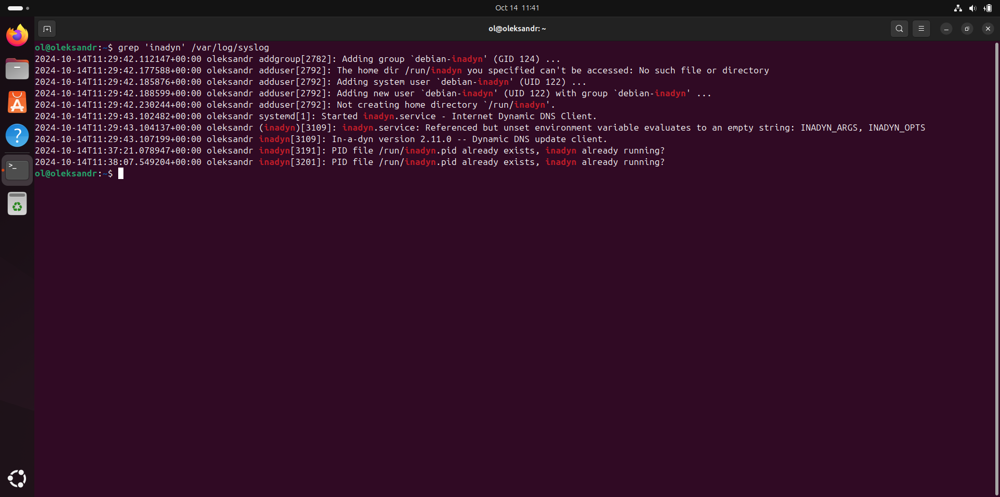 Oct 14 11:41
ol@oleksandr: ~
ol@oleksandr:~$ grep 'inadyn' /var/log/syslog
2024-10-14T11:29:42.112147+00:00 oleksandr addgroup[2782]: Adding group `debian-inadyn' (GID 124) ...
2024-10-14T11:29:42.177588+00:00 oleksandr adduser[2792]: The home dir /run/inadyn you specified can't be accessed: No such file or directory
2024-10-14T11:29:42.185876+00:00 oleksandr adduser[2792]: Adding system user `debian-inadyn' (UID 122) ...
2024-10-14T11:29:42.188599+00:00 oleksandr adduser[2792]: Adding new user `debian-inadyn' (UID 122) with group `debian-inadyn' ...
2024-10-14T11:29:42.230244+00:00 oleksandr adduser[2792]: Not creating home directory `/run/inadyn'.
2024-10-14T11:29:43.102482+00:00 oleksandr systemd[1]: Started inadyn.service - Internet Dynamic DNS Client.
2024-10-14T11:29:43.104137+00:00 oleksandr (inadyn)[3109]: inadyn.service: Referenced but unset environment variable evaluates to an empty string: INADYN_ARGS, INADYN_OPTS
2024-10-14T11:29:43.107199+00:00 oleksandr inadyn[3109]: In-a-dyn version 2.11.0 -- Dynamic DNS update client.
2024-10-14T11:37:21.078947+00:00 oleksandr inadyn[3191]: PID file /run/inadyn.pid already exists, inadyn already running?
2024-10-14T11:38:07.549204+00:00 oleksandr inadyn[3201]: PID file /run/inadyn.pid already exists, inadyn already running?
ol@oleksandr:~$